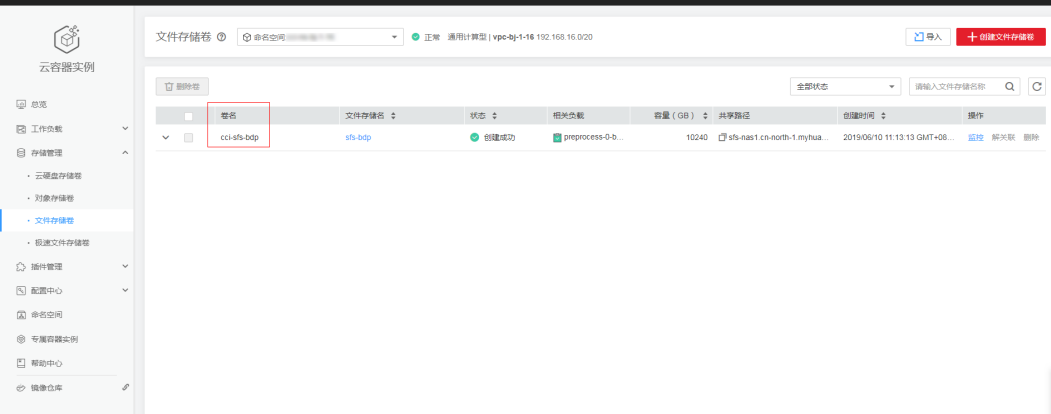 云容器实例
总览
工作负载
存储管理
云硬盘存储卷
对象存储卷
文件存储卷
极速文件存储卷
插件管理
配置中心
命名空间
专属容器实例
帮助中心
镜像仓库
文件存储卷 命名空间 正常 通用计算型 | vpc-bj-1-16 192.168.16.0/20 导入 创建文件存储卷
删除卷 全部状态 请输入文件存储名称
卷名 文件存储名 状态 相关负载 容量 ( GB ) 共享路径 创建时间 操作
cci-sfs-bdp sfs-bdp 创建成功 preprocess-0-b... 10240 sfs-nas1.cn-north-1.myhua... 2019/06/10 11:13:13 GMT+08... 监控 解关联 删除